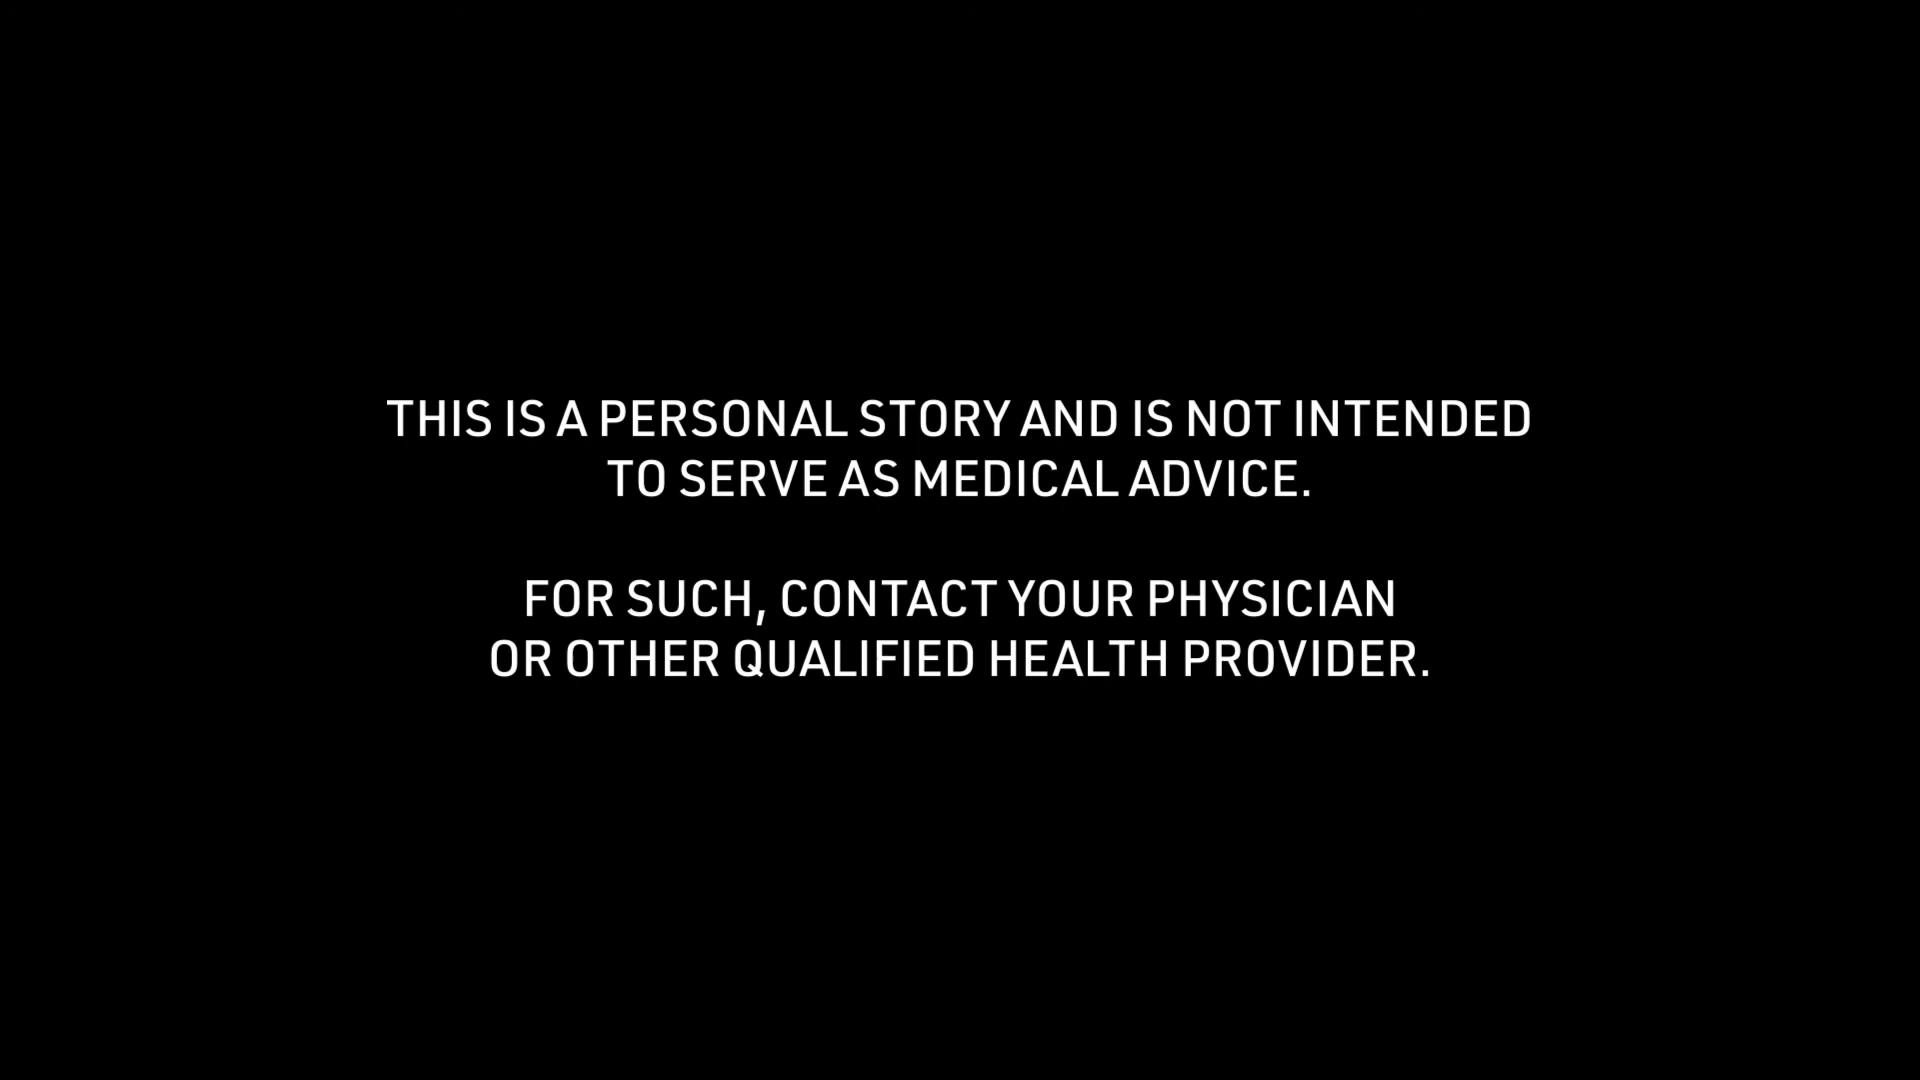 THIS IS A PERSONAL STORY AND IS NOT INTENDED
TO SERVE AS MEDICAL ADVICE.
FOR SUCH, CONTACT YOUR PHYSICIAN
OR OTHER QUALIFIED HEALTH PROVIDER.